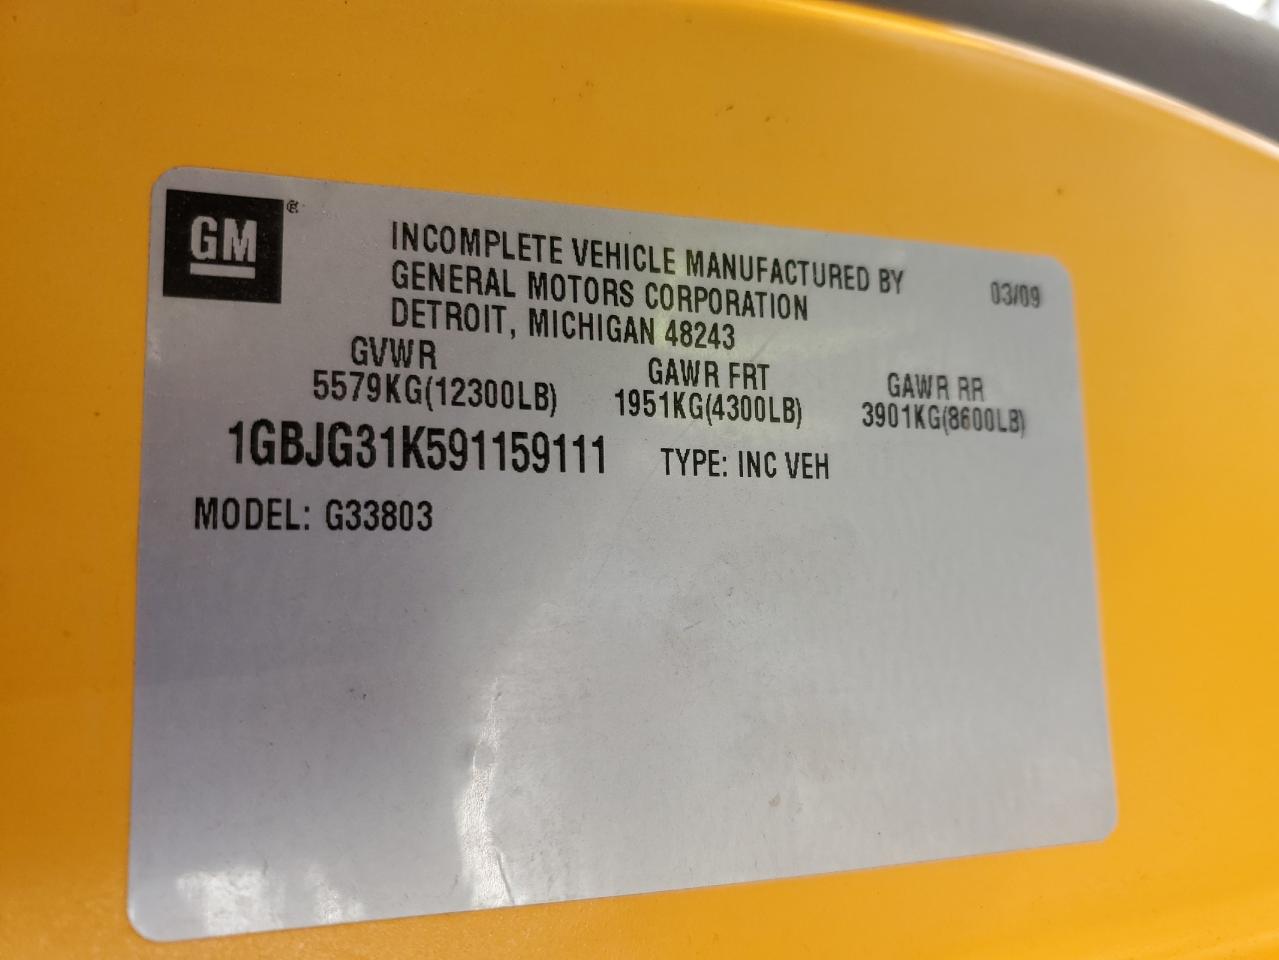 GM®
INCOMPLETE VEHICLE MANUFACTURED BY
GENERAL MOTORS CORPORATION
DETROIT, MICHIGAN 48243
03/09
GVWR
5579KG(12300LB)
GAWR FRT
1951KG(4300LB)
GAWR RR
3901KG(8600LB)
1GBJG31K591159111
TYPE: INC VEH
MODEL: G33803